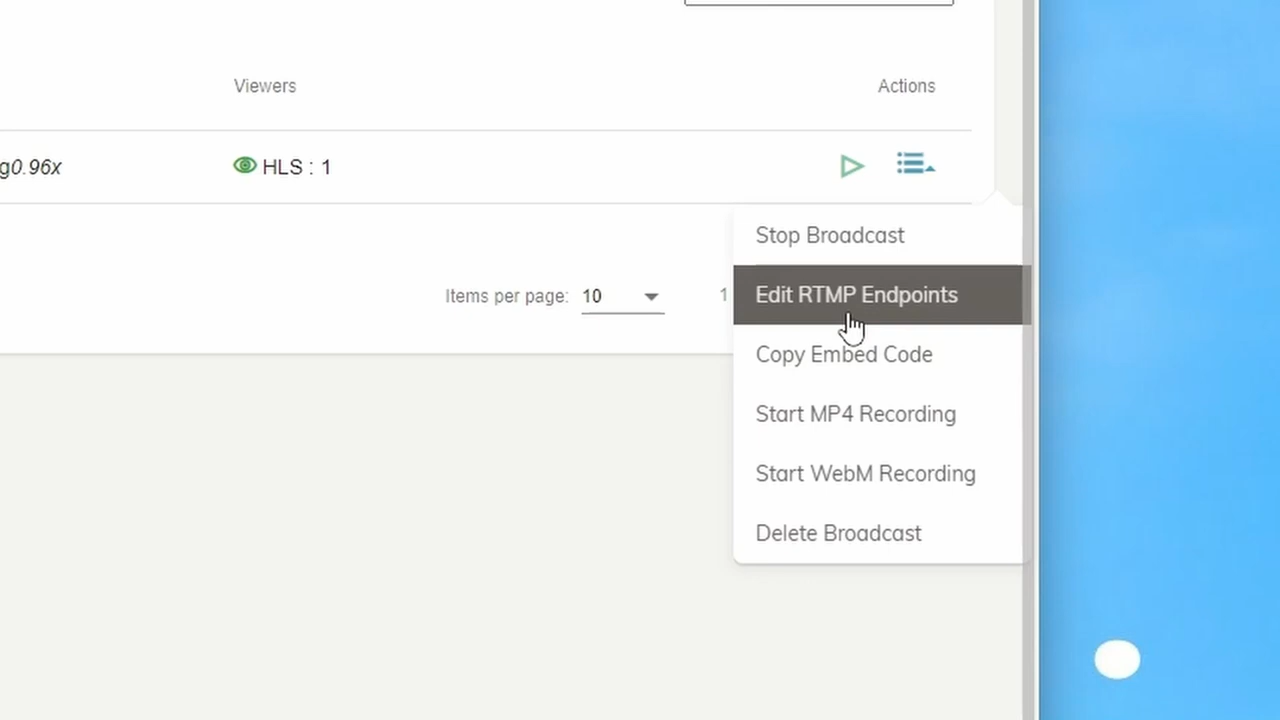 Viewers Actions
g0.96x HLS : 1
Stop Broadcast
Items per page: 10 1 Edit RTMP Endpoints
Copy Embed Code
Start MP4 Recording
Start WebM Recording
Delete Broadcast